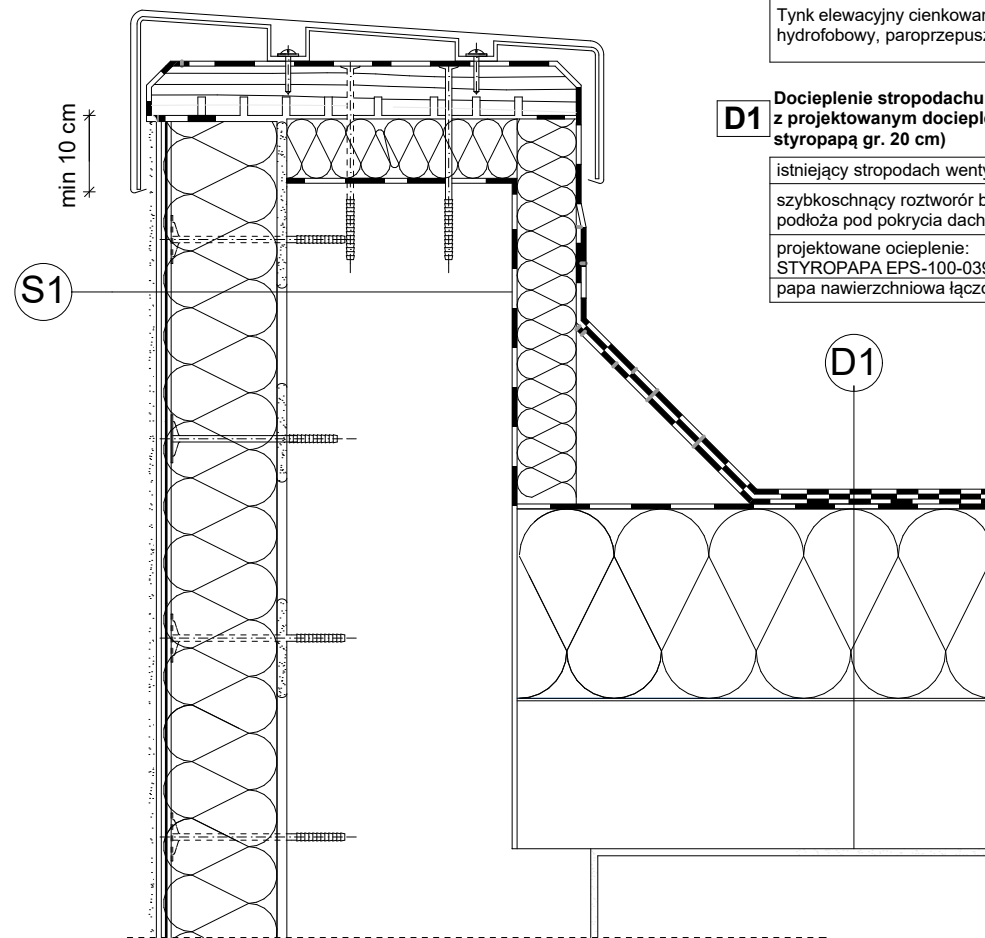 Tynk elewacyjny cienkowar
hydrofobowy, paroprzepusz
D1
Docieplenie stropodachu
z projektowanym dociepl
styropapą gr. 20 cm)
istniejący stropodach wenty
szybkoschnący roztworór b
podłoża pod pokrycia dach
projektowane ocieplenie:
STYROPAPA EPS-100-039
papa nawierzchniowa łączo
min 10 cm
S1
D1